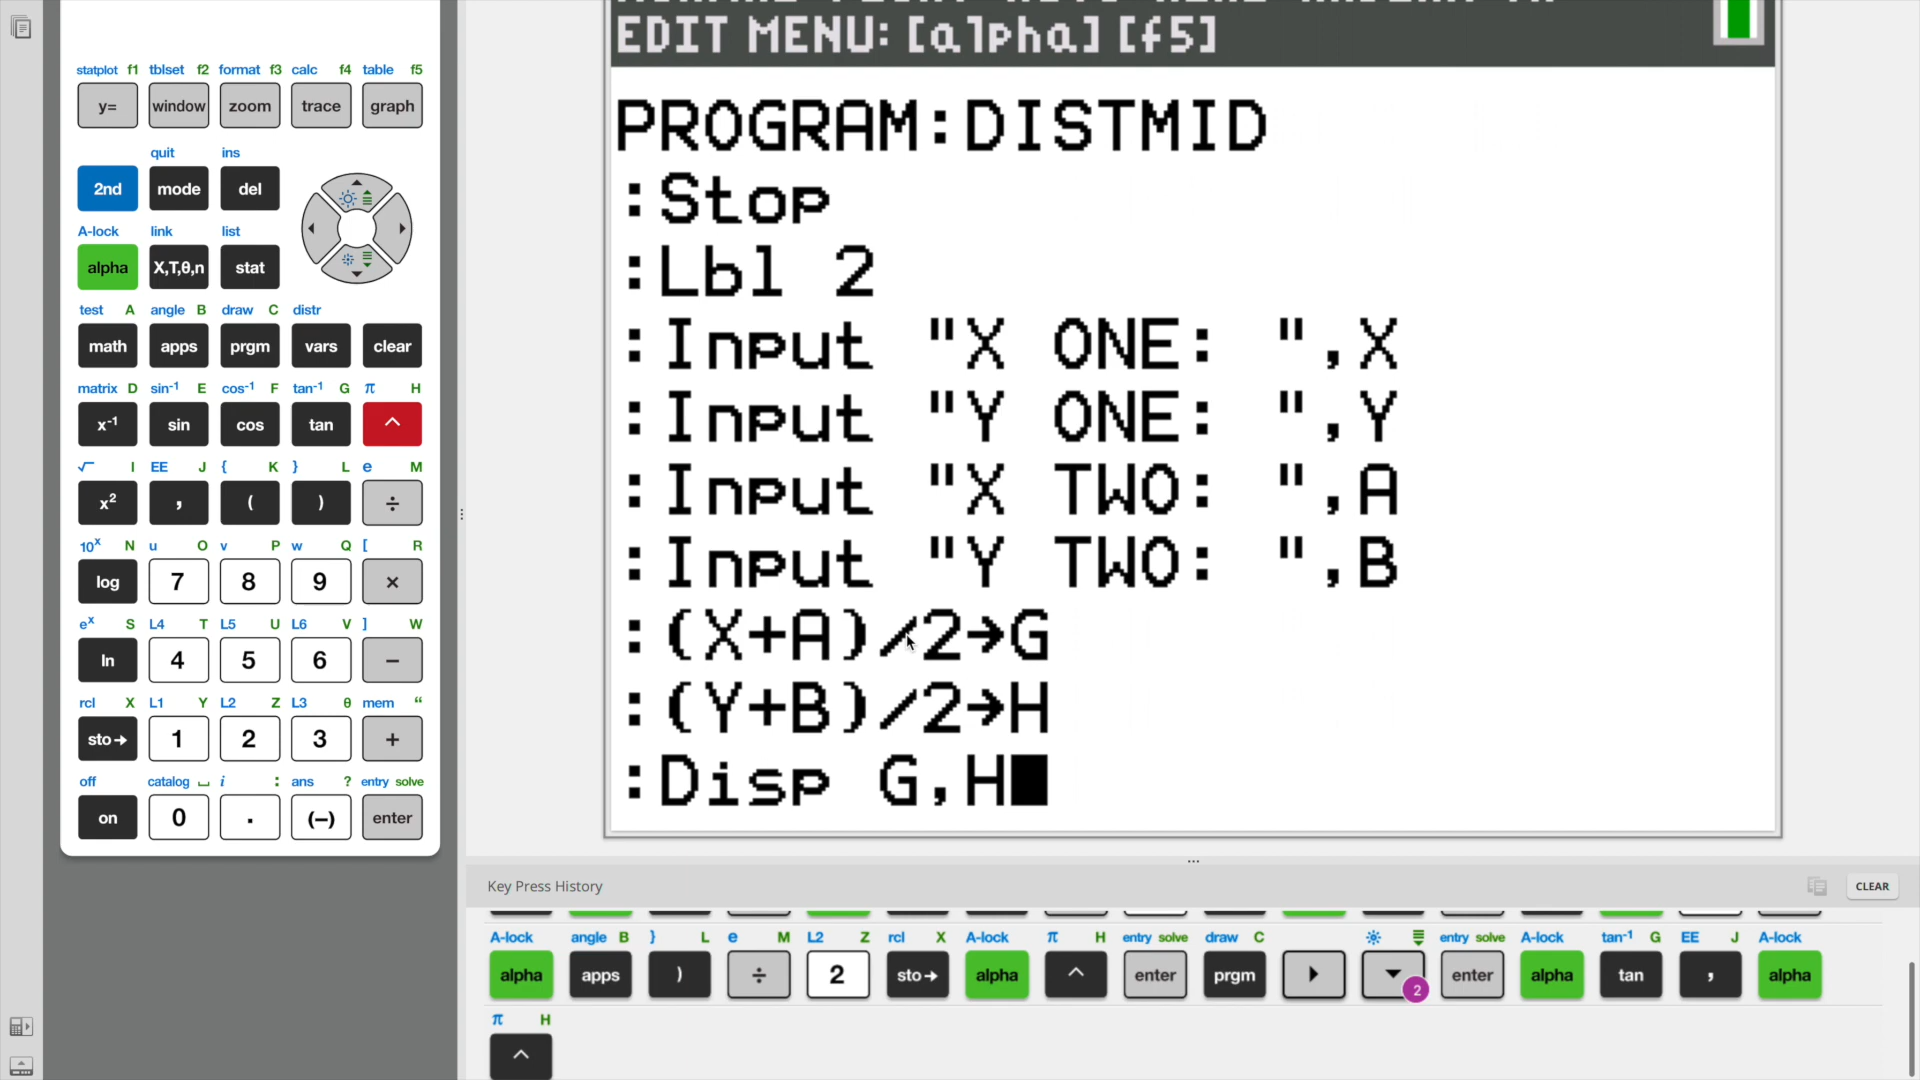 EDIT MENU: [alpha] [f5]
PROGRAM:DISTMID
:Stop
:Lbl 2
:Input "X ONE: ",X
:Input "Y ONE: ",Y
:Input "X TWO: ",A
:Input "Y TWO: ",B
:(X+A)/2→G
:(Y+B)/2→H
:Disp G,H
statplot f1 tblset f2 format f3 calc f4 table f5
y= window zoom trace graph
quit ins
2nd mode del
A-lock link list
alpha X,T,θ,n stat
test A angle B draw C distr
math apps prgm vars clear
matrix D sin⁻¹ E cos⁻¹ F tan⁻¹ G π H
x⁻¹ sin cos tan ^
√ I EE J { K } L e M
x² , ( ) ÷
10ˣ N u O v P w Q [ R
log 7 8 9 ×
eˣ S L4 T L5 U L6 V ] W
ln 4 5 6 −
rcl X L1 Y L2 Z L3 θ mem “
sto→ 1 2 3 +
off catalog ⎵ i : ans ? entry solve
on 0 . (−) enter
Key Press History
CLEAR
A-lock angle B } L e M L2 Z rcl X A-lock π H entry solve draw C entry solve A-lock tan⁻¹ G EE J A-lock
alpha apps ) ÷ 2 sto→ alpha ^ enter prgm 2 enter alpha tan , alpha
π H
^